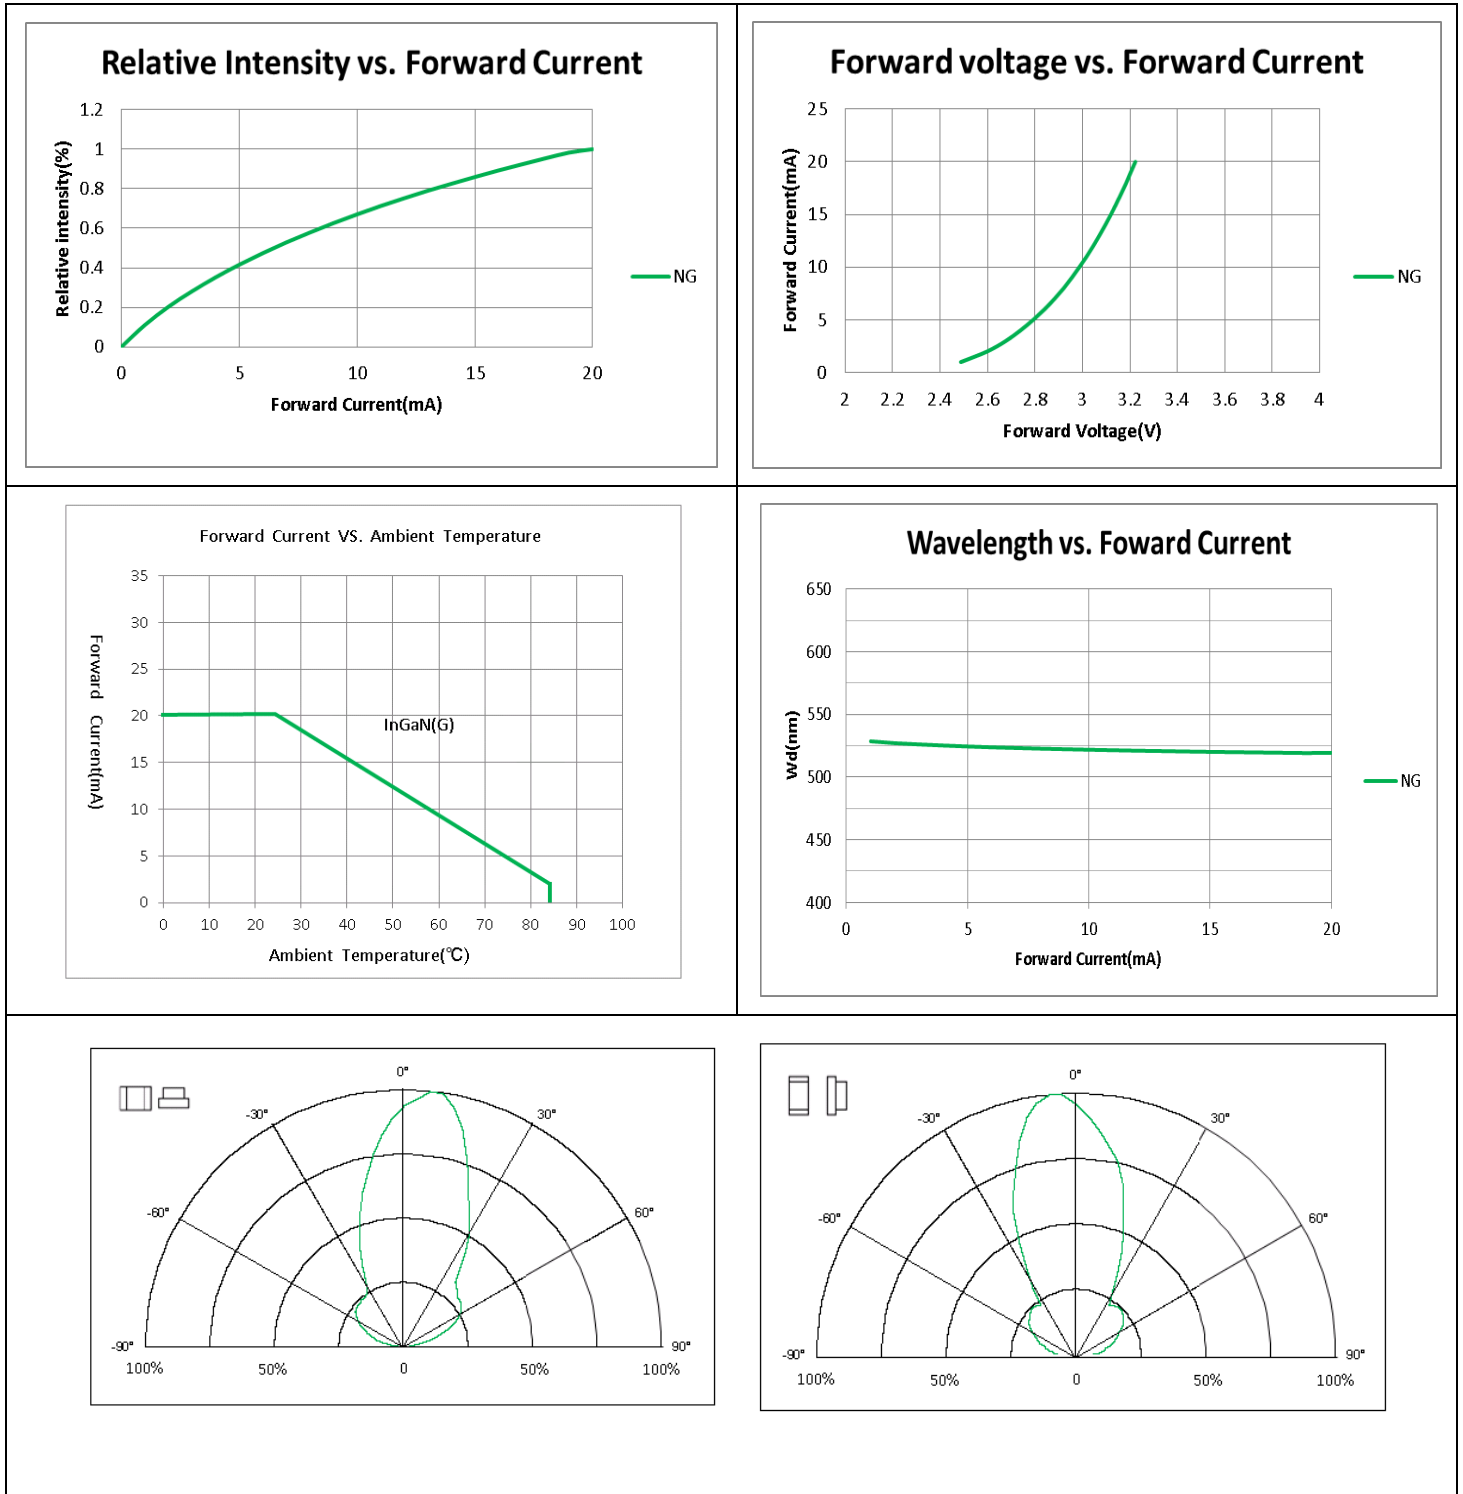 Relative Intensity vs. Forward Current
1.2
1
0.8
0.6
0.4
0.2
0
0 5 10 15 20
Relative intensity(%)
Forward Current(mA)
NG
Forward voltage vs. Forward Current
25
20
15
10
5
0
2 2.2 2.4 2.6 2.8 3 3.2 3.4 3.6 3.8 4
Forward Current(mA)
Forward Voltage(V)
NG
Forward Current VS. Ambient Temperature
35
30
25
20
15
10
5
0
0 10 20 30 40 50 60 70 80 90 100
Forward Current(mA)
InGaN(G)
Ambient Temperature(℃)
Wavelength vs. Foward Current
650
600
550
500
450
400
0 5 10 15 20
Wd(nm)
Forward Current(mA)
NG
0°
-30° 30°
-60° 60°
-90° 90°
100% 50% 0 50% 100%
0°
-30° 30°
-60° 60°
-90° 90°
100% 50% 0 50% 100%